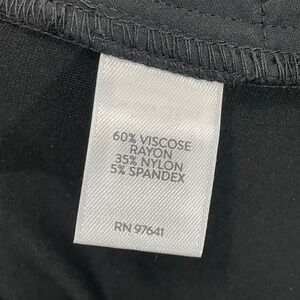 60% VISCOSE
RAYON
35% NYLON
5% SPANDEX
RN 97641